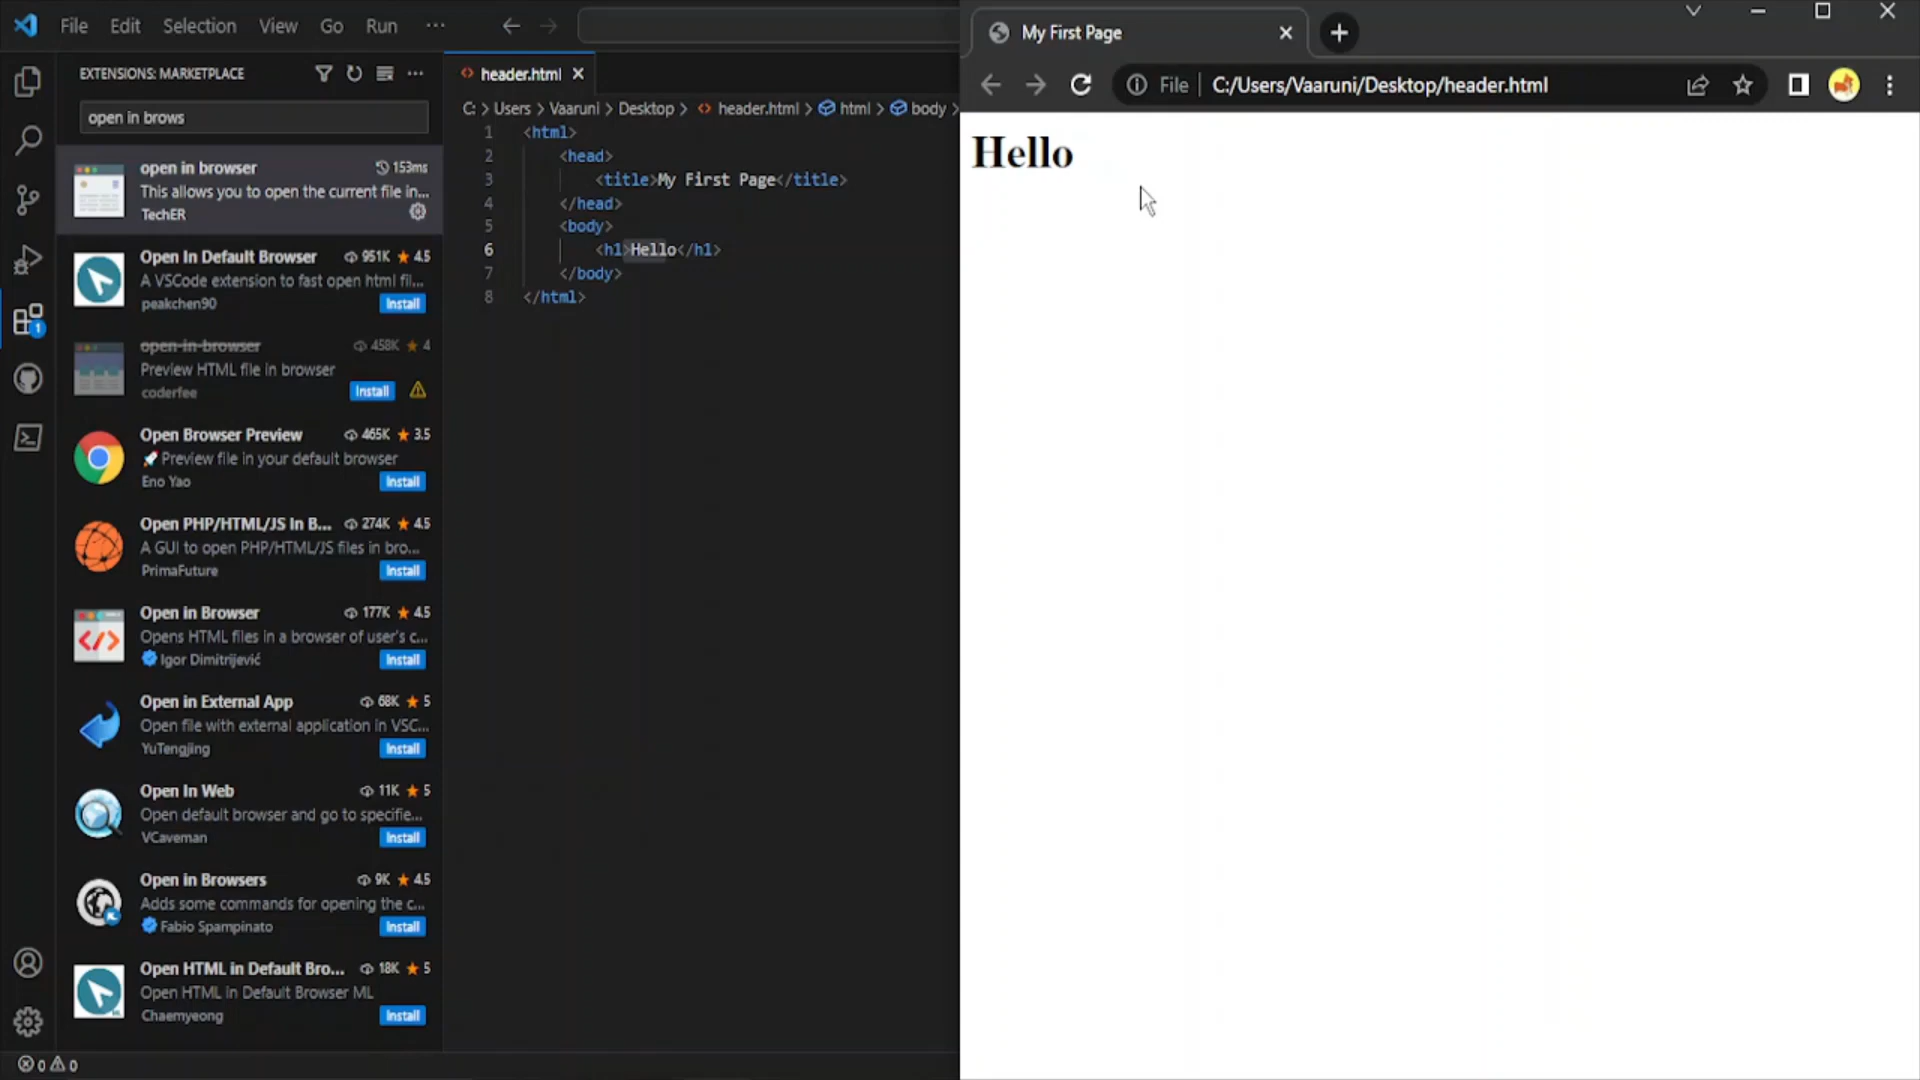 File Edit Selection View Go Run ...
EXTENSIONS: MARKETPLACE
open in brows
open in browser 153ms
This allows you to open the current file in...
TechER
Open In Default Browser 951K 4.5
A VSCode extension to fast open html fil...
peakchen90 Install
open-in-browser 458K 4
Preview HTML file in browser
coderfee Install
Open Browser Preview 465K 3.5
Preview file in your default browser
Eno Yao Install
Open PHP/HTML/JS In B... 274K 4.5
A GUI to open PHP/HTML/JS files in bro...
PrimaFuture Install
Open in Browser 177K 4.5
Opens HTML files in a browser of user's c...
Igor Dimitrijević Install
Open in External App 68K 5
Open file with external application in VSC...
YuTengjing Install
Open In Web 11K 5
Open default browser and go to specifie...
VCaveman Install
Open in Browsers 9K 4.5
Adds some commands for opening the c...
Fabio Spampinato Install
Open HTML in Default Bro... 18K 5
Open HTML in Default Browser ML
Chaemyeong Install
1
0 0
header.html
C: > Users > Vaaruni > Desktop > header.html > html > body >
1 <html>
2 <head>
3 <title>My First Page</title>
4 </head>
5 <body>
6 <h1>Hello</h1>
7 </body>
8 </html>
My First Page
File C:/Users/Vaaruni/Desktop/header.html
Hello